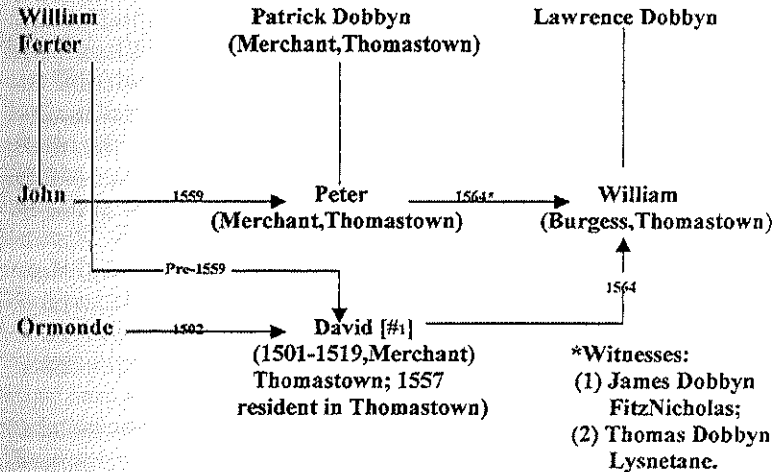 William Ferter
Patrick Dobbyn
(Merchant,Thomastown)
Lawrence Dobbyn
John
1559
Peter
(Merchant,Thomastown)
1564*
William
(Burgess,Thomastown)
Pre-1559
1564
Ormonde
1502
David [#1]
(1501-1519,Merchant)
Thomastown; 1557
resident in Thomastown)
*Witnesses:
(1) James Dobbyn
FitzNicholas;
(2) Thomas Dobbyn
Lysnetane.